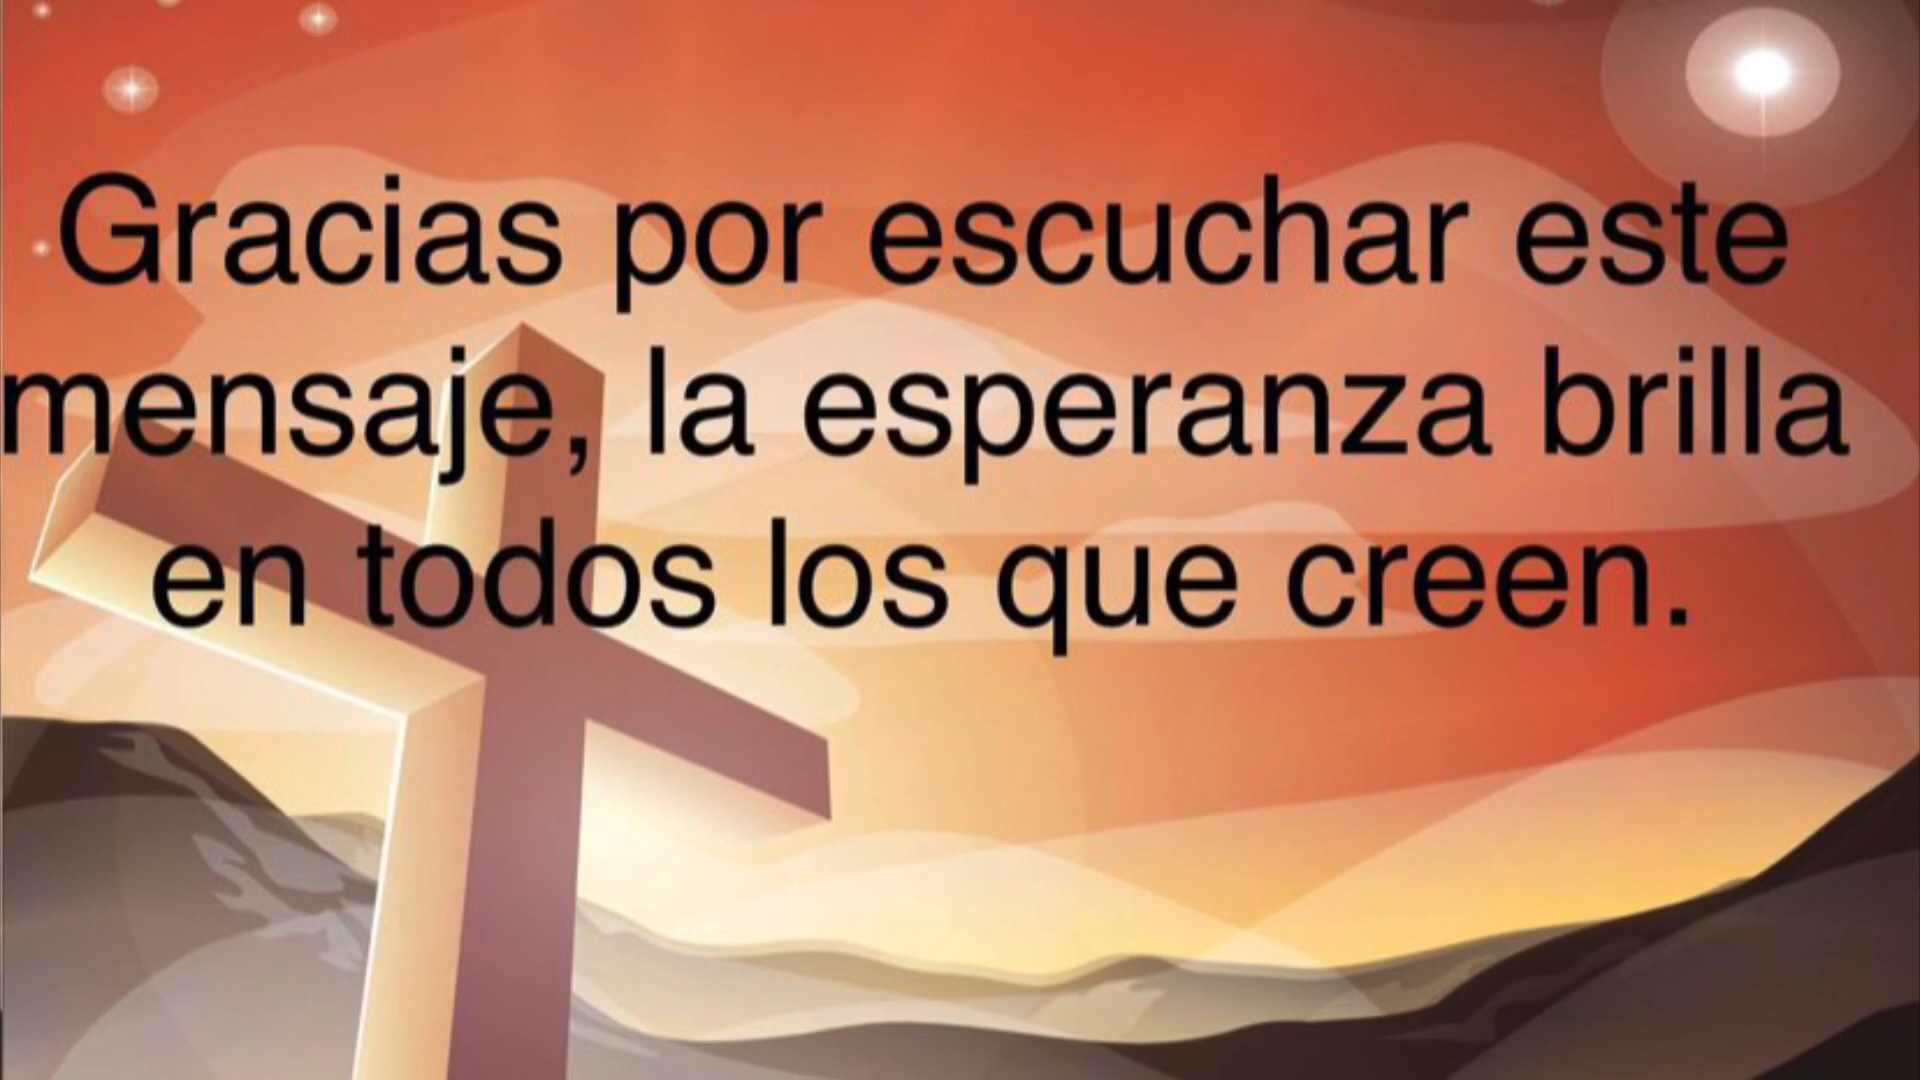 Gracias por escuchar este
mensaje, la esperanza brilla
en todos los que creen.